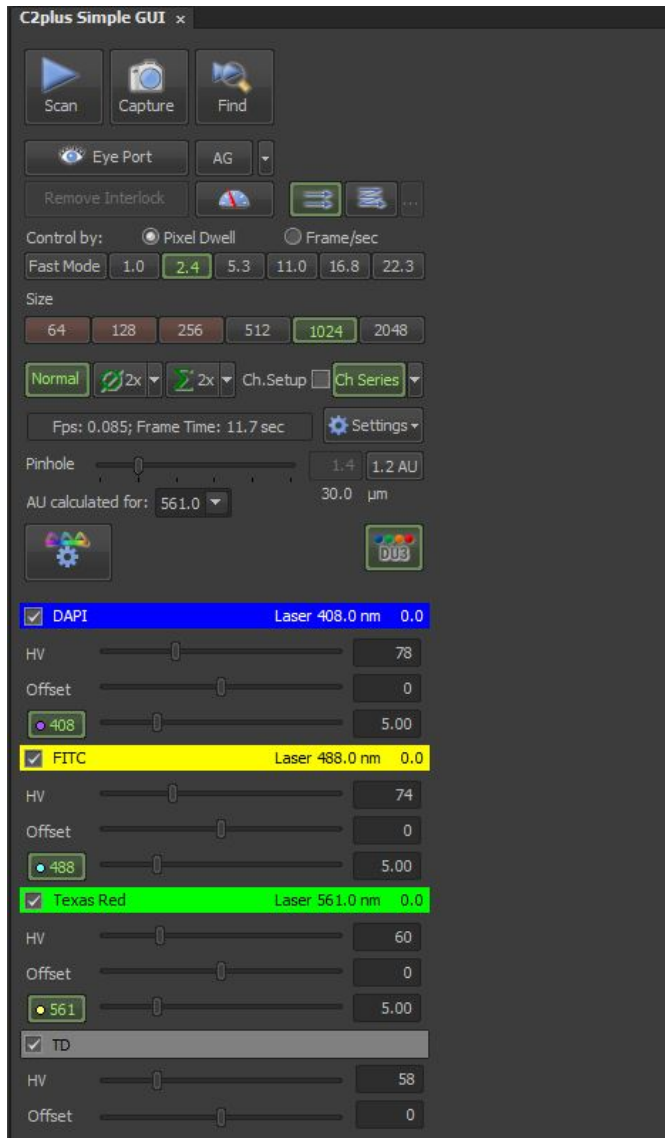 C2plus Simple GUI ×
Scan Capture Find
Eye Port AG
Remove Interlock ...
Control by: Pixel Dwell Frame/sec
Fast Mode 1.0 2.4 5.3 11.0 16.8 22.3
Size
64 128 256 512 1024 2048
Normal 2x 2x Ch.Setup Ch Series
Fps: 0.085; Frame Time: 11.7 sec Settings
Pinhole 1.4 1.2 AU
30.0 µm
AU calculated for: 561.0
DU3
DAPI Laser 408.0 nm 0.0
HV 78
Offset 0
408 5.00
FITC Laser 488.0 nm 0.0
HV 74
Offset 0
488 5.00
Texas Red Laser 561.0 nm 0.0
HV 60
Offset 0
561 5.00
TD
HV 58
Offset 0